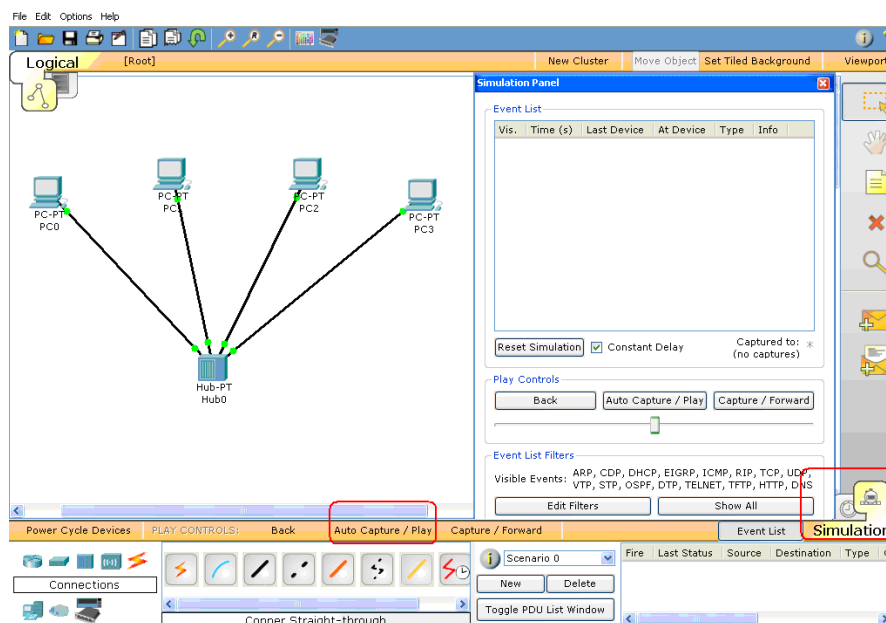 File Edit Options Help
Logical [Root] New Cluster Move Object Set Tiled Background Viewport
Simulation Panel
Event List
Vis. Time (s) Last Device At Device Type Info
PC-PT
PC0
PC-PT
PC-PT
PC2
PC-PT
PC3
Hub-PT
Hub0
Reset Simulation Constant Delay Captured to: *
(no captures)
Play Controls
Back Auto Capture / Play Capture / Forward
Event List Filters
Visible Events: ARP, CDP, DHCP, EIGRP, ICMP, RIP, TCP, UDP,
VTP, STP, OSPF, DTP, TELNET, TFTP, HTTP, DNS
Edit Filters Show All
Power Cycle Devices PLAY CONTROLS: Back Auto Capture / Play Capture / Forward Event List Simulation
Connections
Copper Straight-through
Scenario 0
New Delete
Toggle PDU List Window
Fire Last Status Source Destination Type